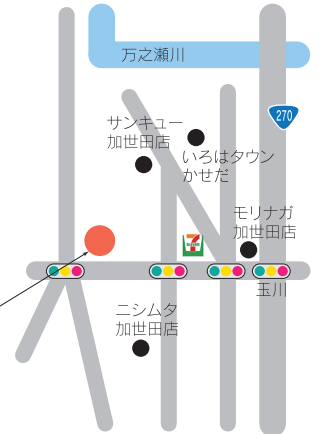 万之瀬川
270
サンキュー
加世田店
いろはタウン
かせだ
モリナガ
加世田店
玉川
ニシムタ
加世田店